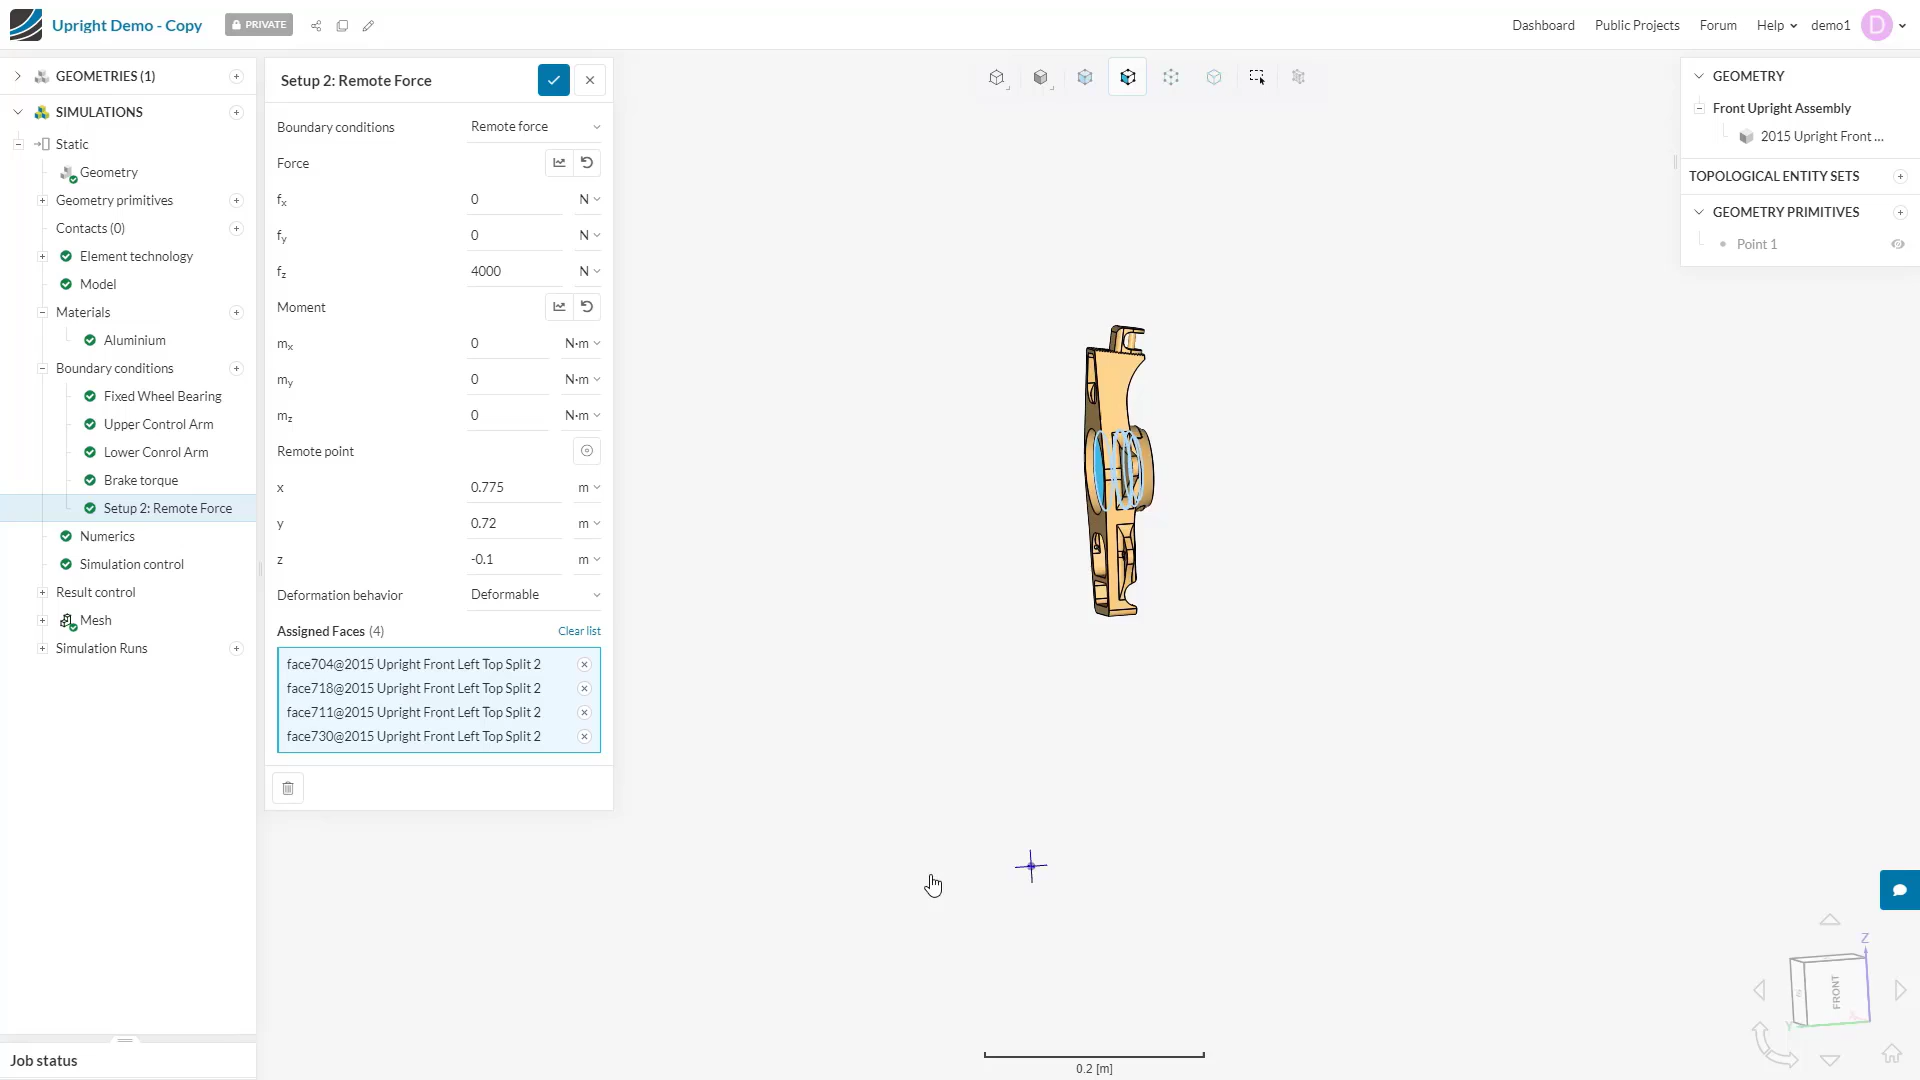 Upright Demo - Copy
PRIVATE
Dashboard
Public Projects
Forum
Help
demo1
D
GEOMETRIES (1)
SIMULATIONS
Static
Geometry
Geometry primitives
Contacts (0)
Element technology
Model
Materials
Aluminium
Boundary conditions
Fixed Wheel Bearing
Upper Control Arm
Lower Conrol Arm
Brake torque
Setup 2: Remote Force
Numerics
Simulation control
Result control
Mesh
Simulation Runs
Job status
Setup 2: Remote Force
Boundary conditions Remote force
Force
fx 0 N
fy 0 N
fz 4000 N
Moment
mx 0 N·m
my 0 N·m
mz 0 N·m
Remote point
x 0.775 m
y 0.72 m
z -0.1 m
Deformation behavior Deformable
Assigned Faces (4) Clear list
face704@2015 Upright Front Left Top Split 2
face718@2015 Upright Front Left Top Split 2
face711@2015 Upright Front Left Top Split 2
face730@2015 Upright Front Left Top Split 2
0.2 [m]
GEOMETRY
Front Upright Assembly
2015 Upright Front ...
TOPOLOGICAL ENTITY SETS
GEOMETRY PRIMITIVES
Point 1
Z
FRONT
Y